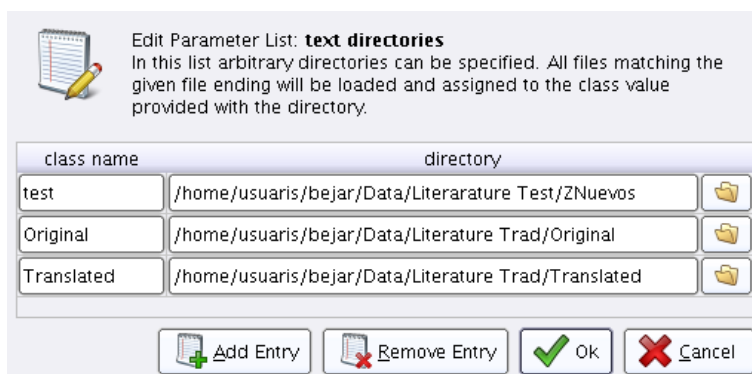 Edit Parameter List: text directories
In this list arbitrary directories can be specified. All files matching the
given file ending will be loaded and assigned to the class value
provided with the directory.
class name directory
test /home/usuaris/bejar/Data/Literarature Test/ZNuevos
Original /home/usuaris/bejar/Data/Literature Trad/Original
Translated /home/usuaris/bejar/Data/Literature Trad/Translated
Add Entry Remove Entry Ok Cancel